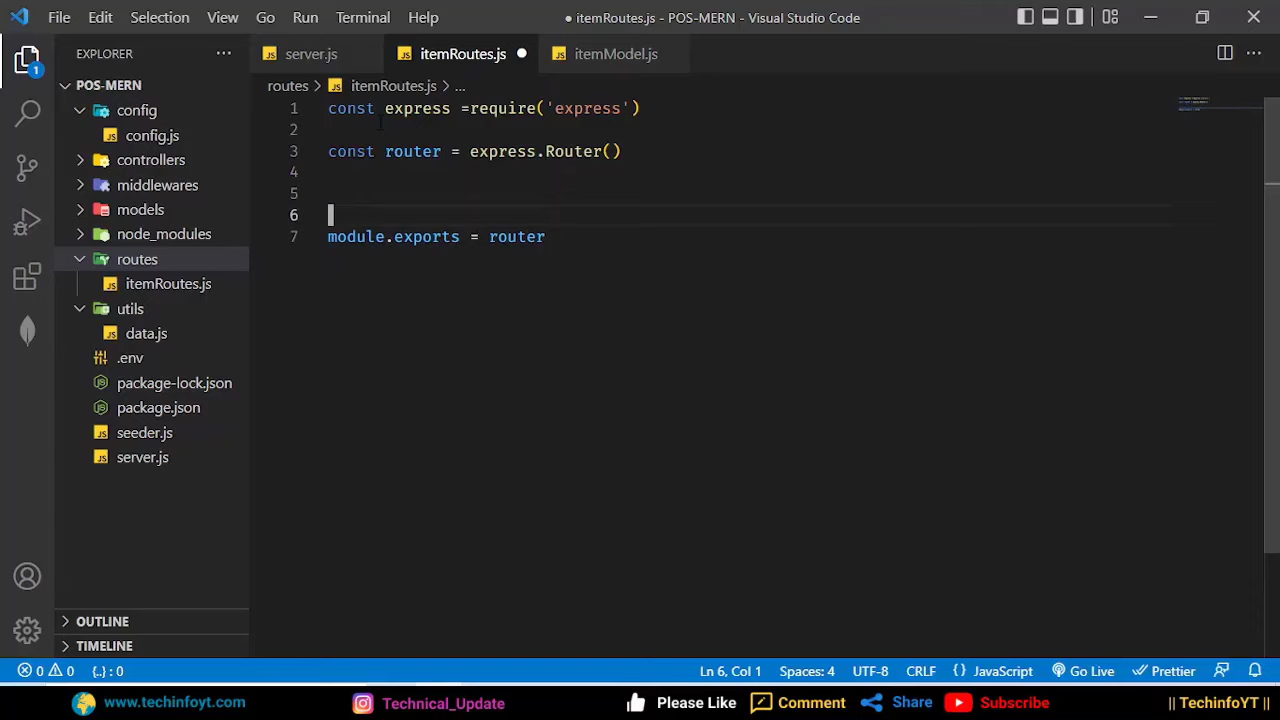 File Edit Selection View Go Run Terminal Help
● itemRoutes.js - POS-MERN - Visual Studio Code
EXPLORER ...
server.js
itemRoutes.js
itemModel.js
POS-MERN
routes > itemRoutes.js > ...
config
config.js
controllers
middlewares
models
node_modules
routes
itemRoutes.js
utils
data.js
.env
package-lock.json
package.json
seeder.js
server.js
OUTLINE
TIMELINE
1
1 const express =require('express')
2
3 const router = express.Router()
4
5
6
7 module.exports = router
0 0 {..} : 0 Ln 6, Col 1 Spaces: 4 UTF-8 CRLF {} JavaScript Go Live Prettier
www.techinfoyt.com Technical_Update Please Like Comment Share Subscribe || TechinfoYT ||